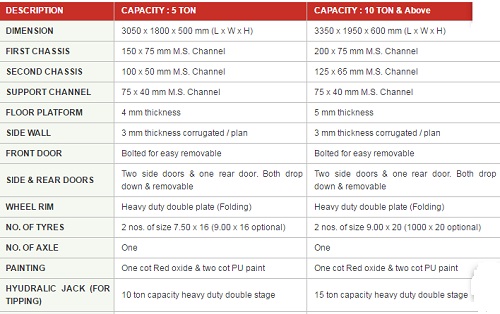 DESCRIPTION CAPACITY : 5 TON CAPACITY : 10 TON & Above
DIMENSION 3050 x 1800 x 500 mm (L x W x H) 3350 x 1950 x 600 mm (L x W x H)
FIRST CHASSIS 150 x 75 mm M.S. Channel 200 x 75 mm M.S. Channel
SECOND CHASSIS 100 x 50 mm M.S. Channel 125 x 65 mm M.S. Channel
SUPPORT CHANNEL 75 x 40 mm M.S. Channel 75 x 40 mm M.S. Channel
FLOOR PLATFORM 4 mm thickness 5 mm thickness
SIDE WALL 3 mm thickness corrugated / plan 3 mm thickness corrugated / plan
FRONT DOOR Bolted for easy removable Bolted for easy removable
SIDE & REAR DOORS Two side doors & one rear door. Both drop Two side doors & one rear door. Both drop
down & removable down & removable
WHEEL RIM Heavy duty double plate (Folding) Heavy duty double plate (Folding)
NO. OF TYRES 2 nos. of size 7.50 x 16 (9.00 x 16 optional) 2 nos. of size 9.00 x 20 (1000 x 20 optional)
NO. OF AXLE One One
PAINTING One cot Red oxide & two cot PU paint One cot Red oxide & two cot PU paint
HYUDRALIC JACK (FOR
TIPPING) 10 ton capacity heavy duty double stage 15 ton capacity heavy duty double stage